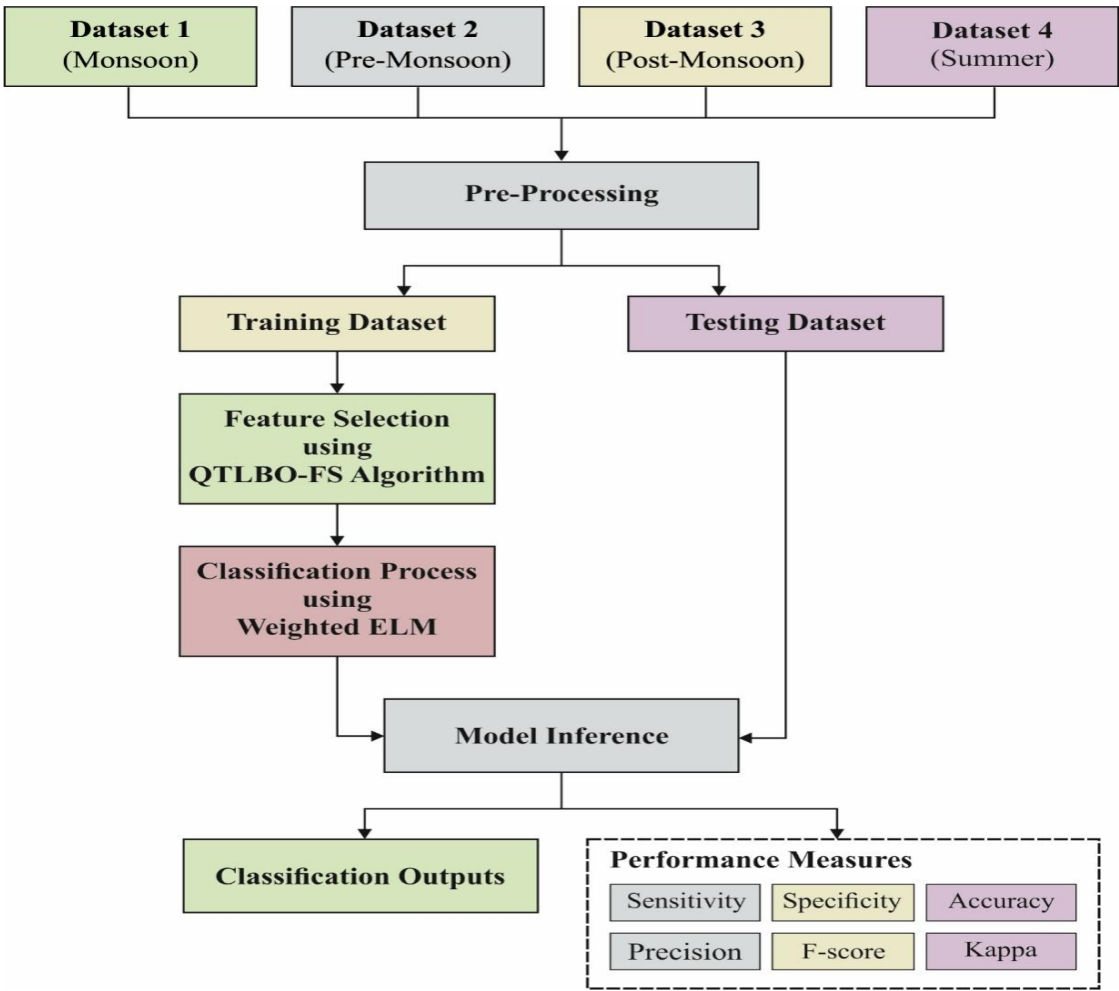 Dataset 1
(Monsoon)
Dataset 2
(Pre-Monsoon)
Dataset 3
(Post-Monsoon)
Dataset 4
(Summer)
Pre-Processing
Training Dataset
Testing Dataset
Feature Selection
using
QTLBO-FS Algorithm
Classification Process
using
Weighted ELM
Model Inference
Classification Outputs
Performance Measures
Sensitivity
Specificity
Accuracy
Precision
F-score
Kappa